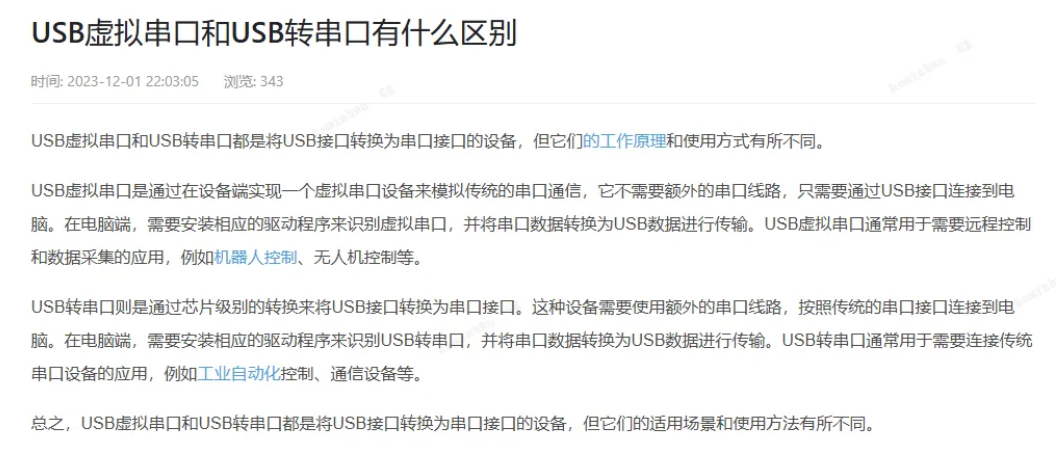 USB虚拟串口和USB转串口有什么区别
时间: 2023-12-01 22:03:05 浏览: 343
USB虚拟串口和USB转串口都是将USB接口转换为串口接口的设备，但它们的工作原理和使用方式有所不同。
USB虚拟串口是通过在设备端实现一个虚拟串口设备来模拟传统的串口通信，它不需要额外的串口线路，只需要通过USB接口连接到电
脑。在电脑端，需要安装相应的驱动程序来识别虚拟串口，并将串口数据转换为USB数据进行传输。USB虚拟串口通常用于需要远程控制
和数据采集的应用，例如机器人控制、无人机控制等。
USB转串口则是通过芯片级别的转换来将USB接口转换为串口接口。这种设备需要使用额外的串口线路，按照传统的串口接口连接到电
脑。在电脑端，需要安装相应的驱动程序来识别USB转串口，并将串口数据转换为USB数据进行传输。USB转串口通常用于需要连接传统
串口设备的应用，例如工业自动化控制、通信设备等。
总之，USB虚拟串口和USB转串口都是将USB接口转换为串口接口的设备，但它们的适用场景和使用方法有所不同。